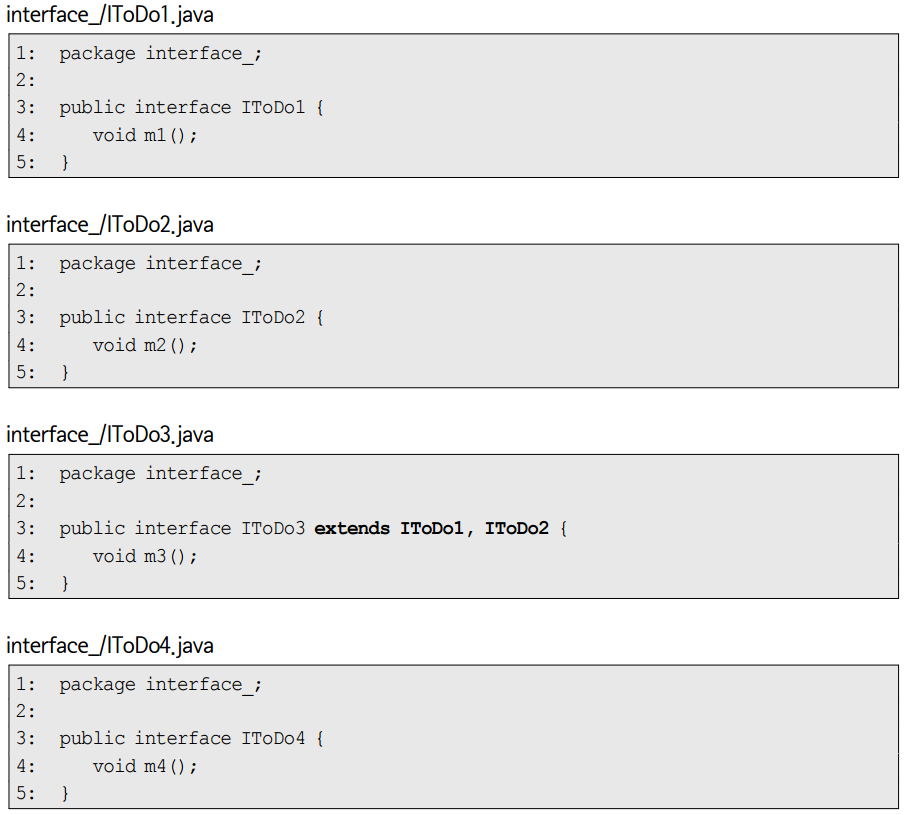 interface_/IToDo1.java
1: package interface_;
2:
3: public interface IToDo1 {
4: void m1();
5: }
interface_/IToDo2.java
1: package interface_;
2:
3: public interface IToDo2 {
4: void m2();
5: }
interface_/IToDo3.java
1: package interface_;
2:
3: public interface IToDo3 extends IToDo1, IToDo2 {
4: void m3();
5: }
interface_/IToDo4.java
1: package interface_;
2:
3: public interface IToDo4 {
4: void m4();
5: }